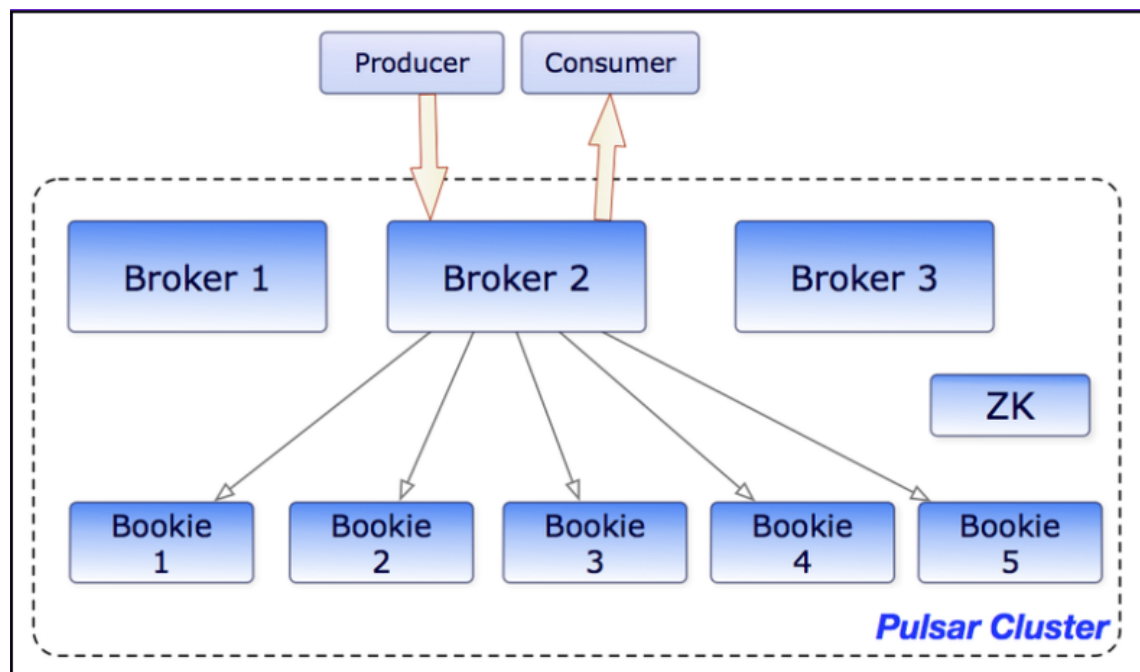 Producer
Consumer
Broker 1
Broker 2
Broker 3
ZK
Bookie
1
Bookie
2
Bookie
3
Bookie
4
Bookie
5
Pulsar Cluster